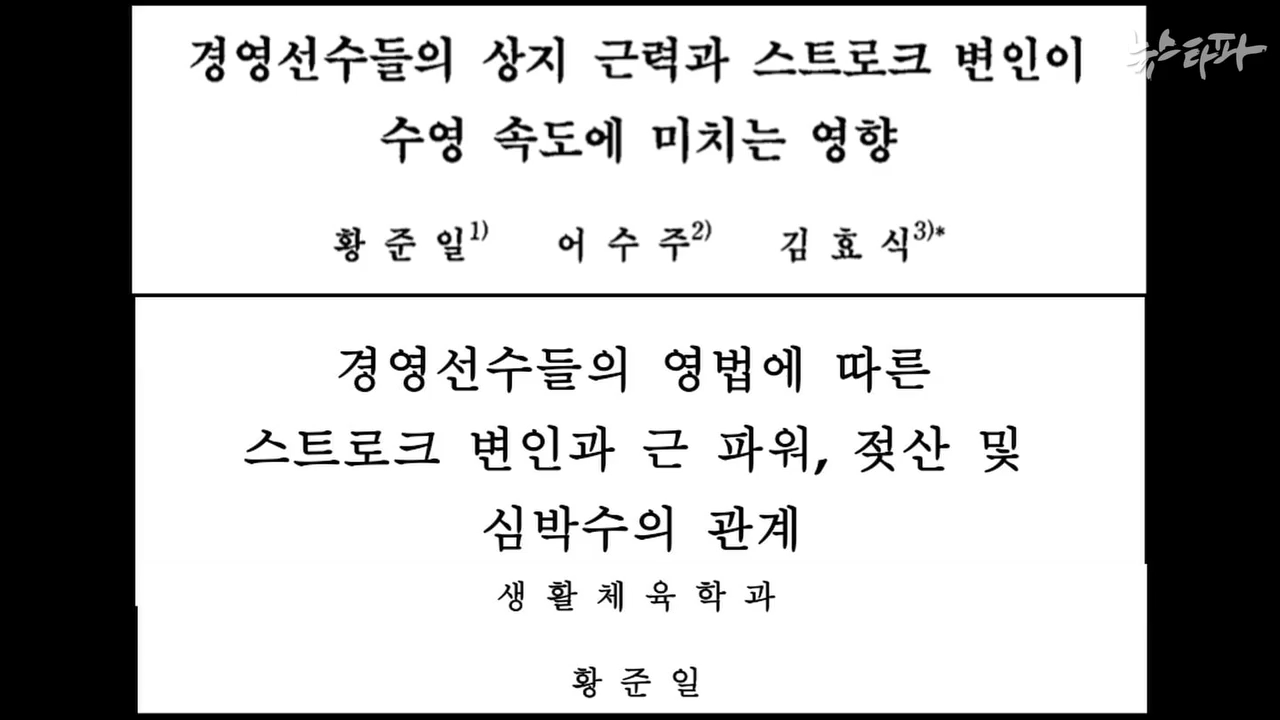 뉴스타파
경영선수들의 상지 근력과 스트로크 변인이
수영 속도에 미치는 영향
황 준 일1) 어 수 주2) 김 효 식3)*
경영선수들의 영법에 따른
스트로크 변인과 근 파워, 젖산 및
심박수의 관계
생 활 체 육 학 과
황 준 일